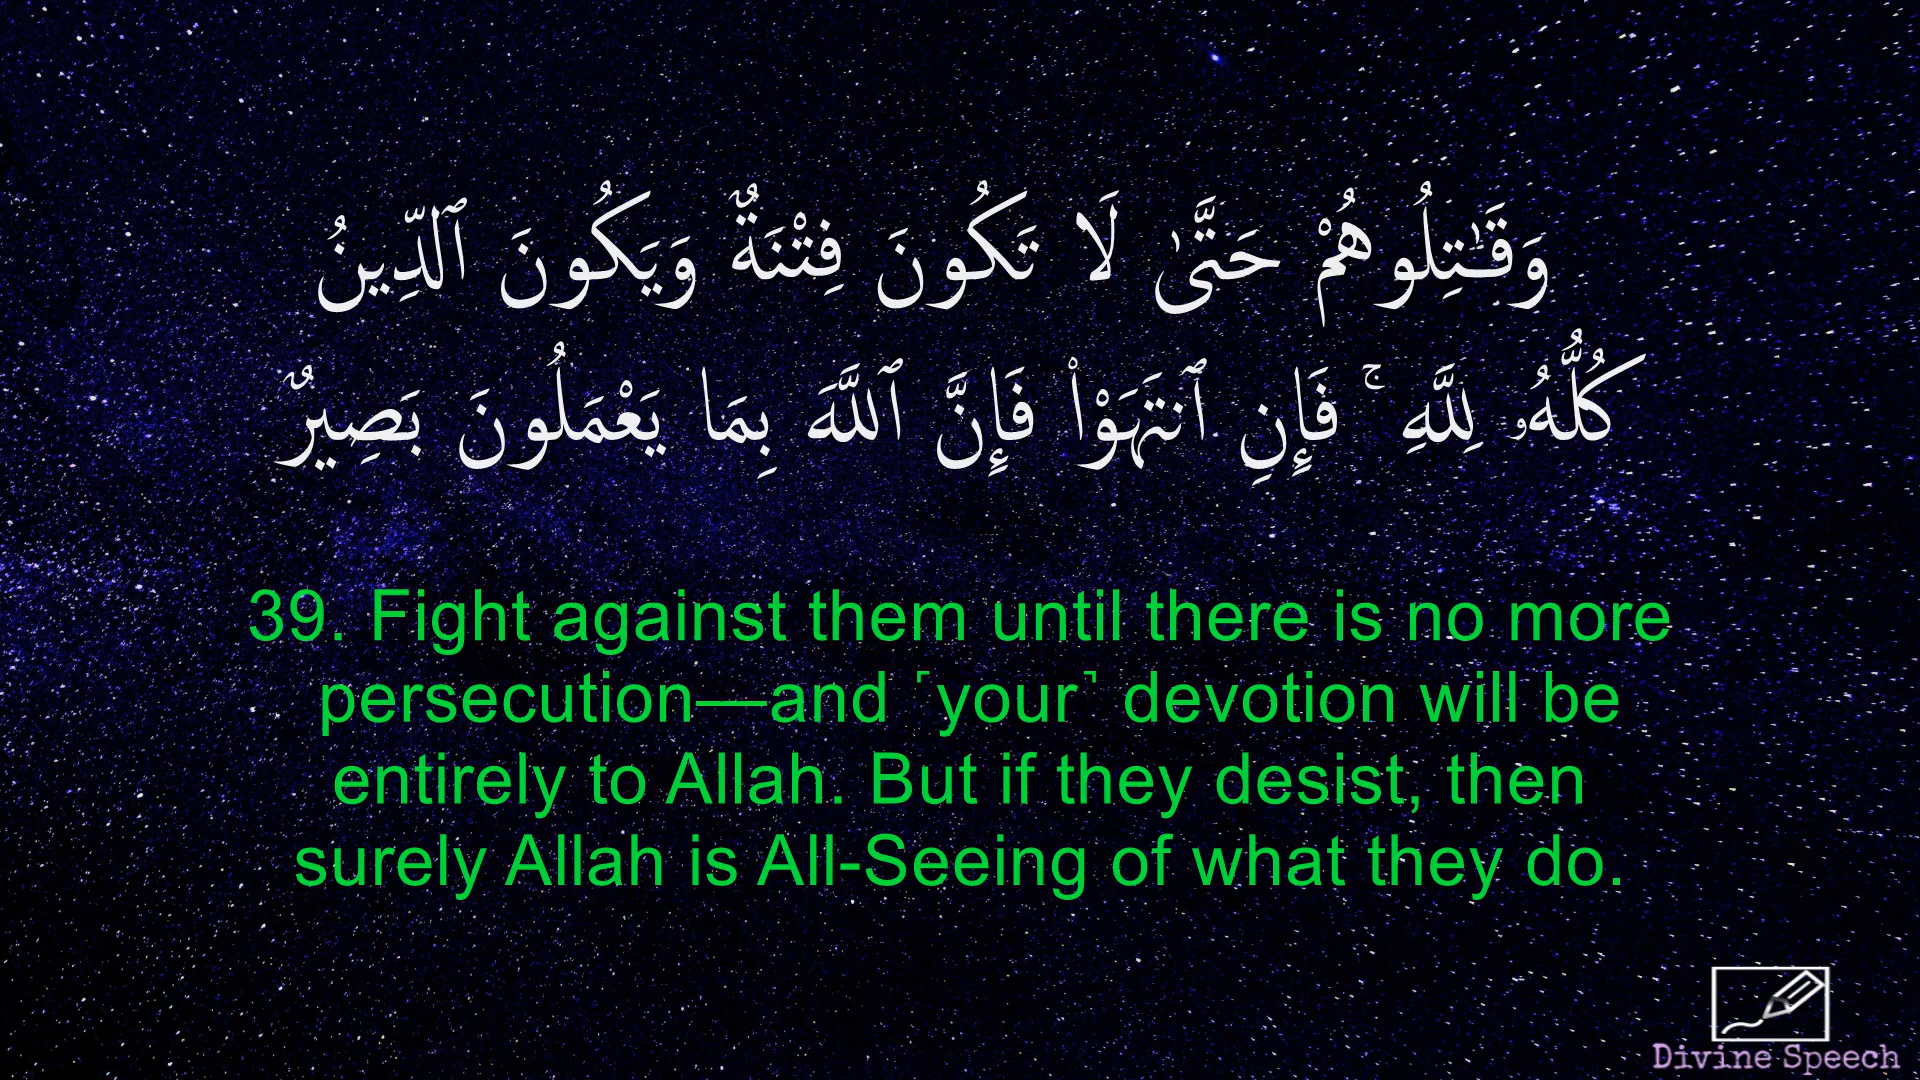 وَقَـٰتِلُوهُمْ حَتَّىٰ لَا تَكُونَ فِتْنَةٌ وَيَكُونَ ٱلدِّينُ
كُلُّهُۥ لِلَّهِ ۚ فَإِنِ ٱنتَهَوْا۟ فَإِنَّ ٱللَّهَ بِمَا يَعْمَلُونَ بَصِيرٌ
39. Fight against them until there is no more
persecution—and ˹your˺ devotion will be
entirely to Allah. But if they desist, then
surely Allah is All-Seeing of what they do.
Divine Speech